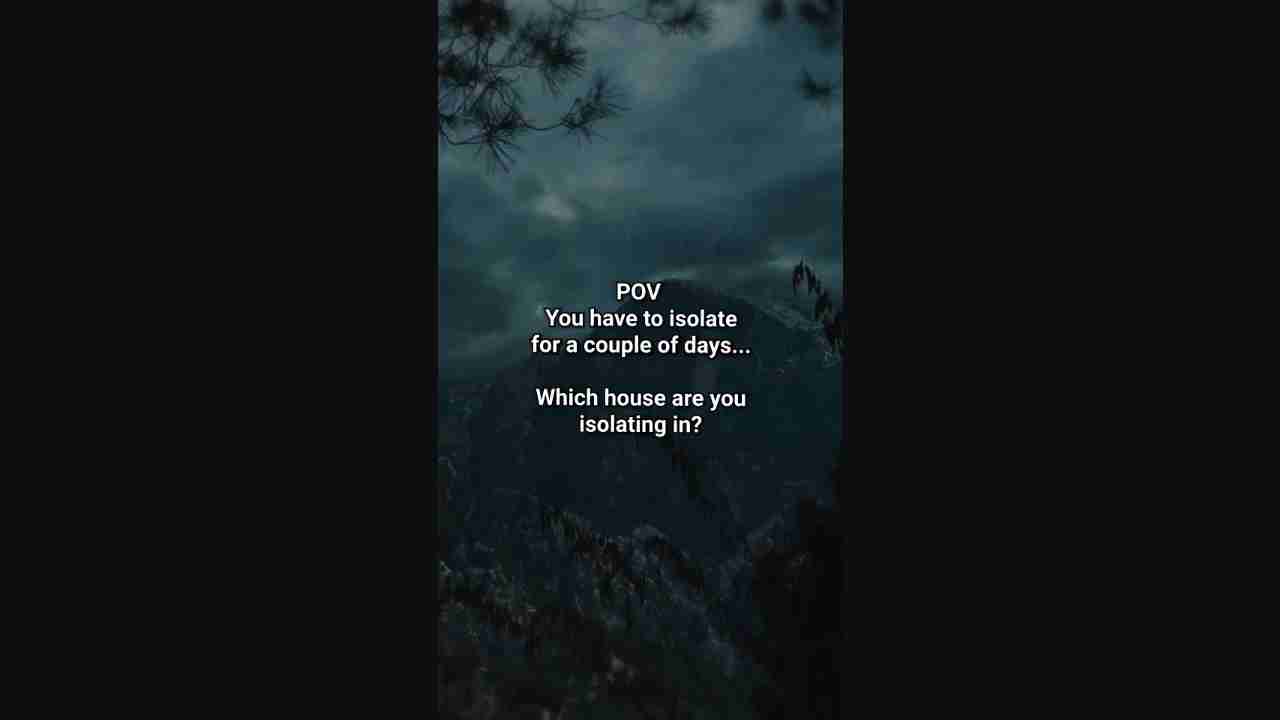 POV
You have to isolate
for a couple of days...
Which house are you
isolating in?